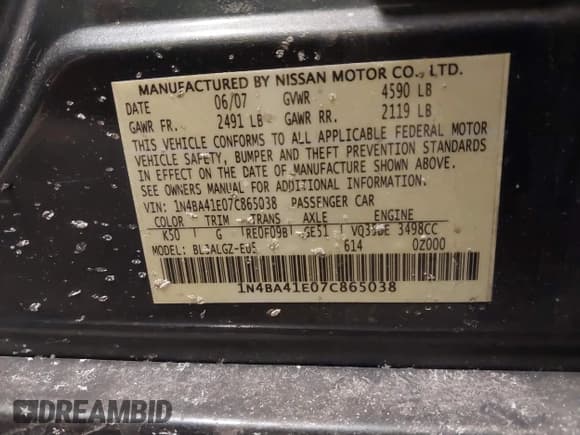 MANUFACTURED BY NISSAN MOTOR CO., LTD.
DATE 06/07 GVWR 4590 LB
GAWR FR. 2491 LB GAWR RR. 2119 LB
THIS VEHICLE CONFORMS TO ALL APPLICABLE FEDERAL MOTOR
VEHICLE SAFETY, BUMPER AND THEFT PREVENTION STANDARDS
IN EFFECT ON THE DATE OF MANUFACTURE SHOWN ABOVE.
SEE OWNERS MANUAL FOR ADDITIONAL INFORMATION.
VIN: 1N4BA41E07C865038 PASSENGER CAR
COLOR TRIM TRANS AXLE ENGINE
K50 G RE0F09B 3498CC
MODEL: 614 0Z000
1N4BA41E07C865038
DREAMBID